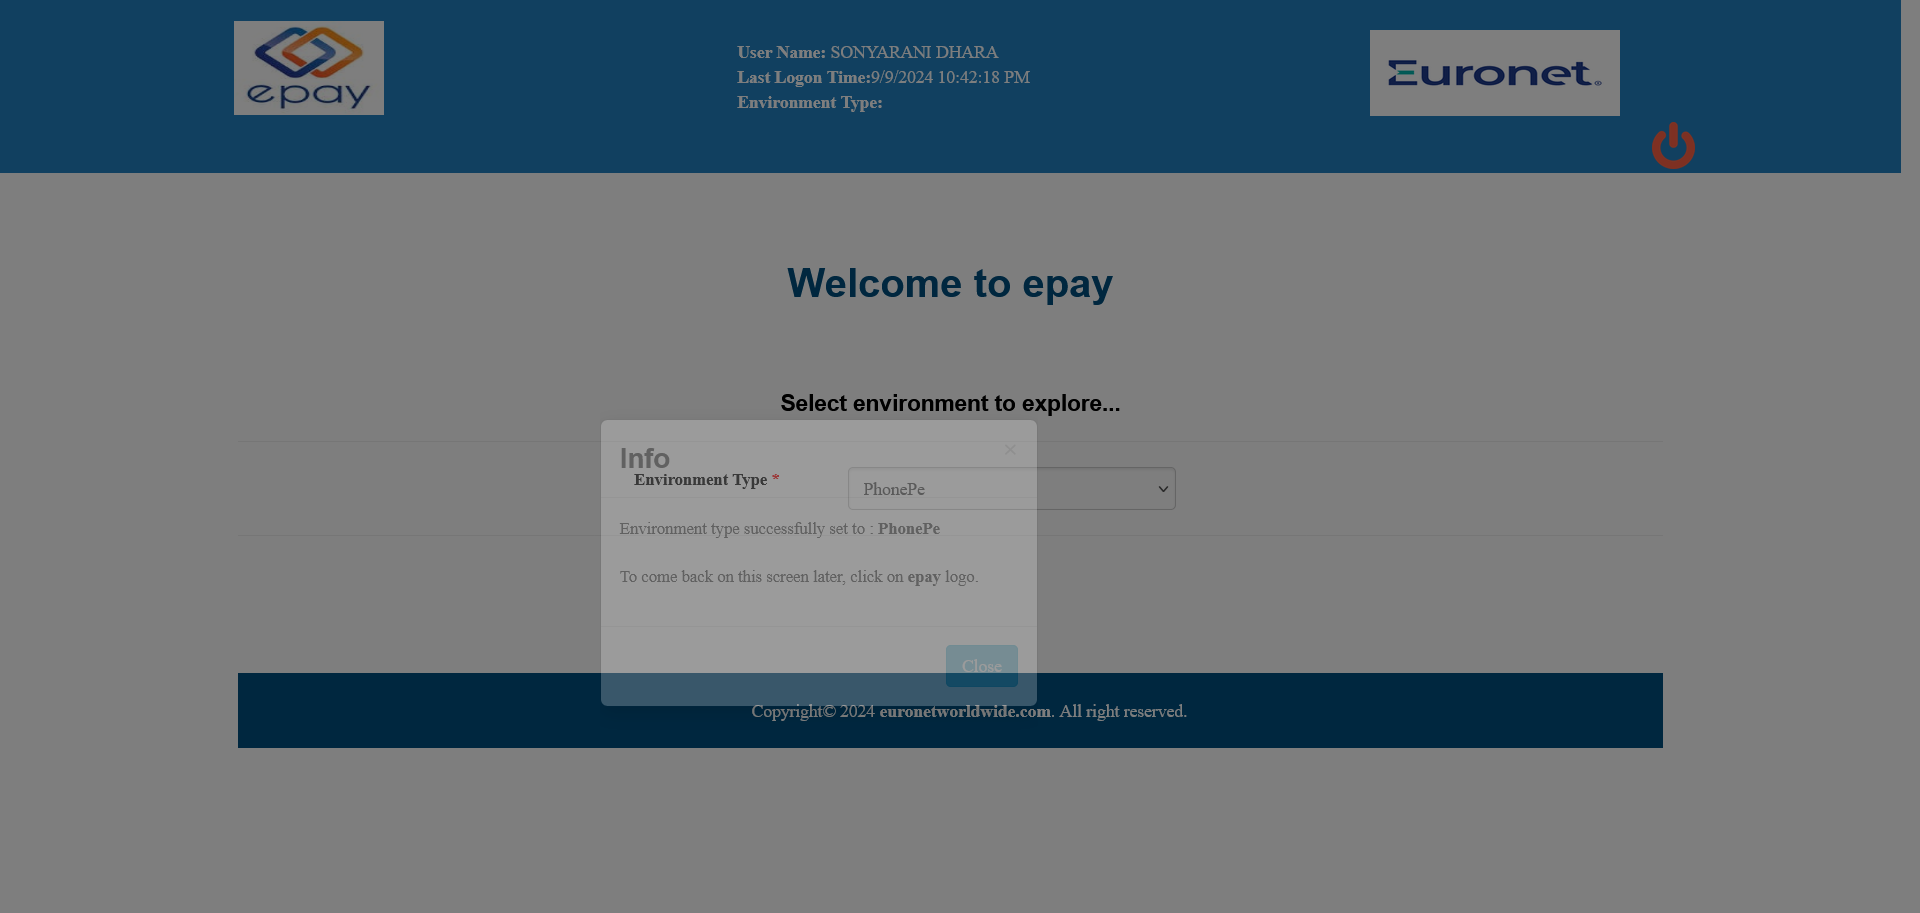 epay
User Name: SONYARANI DHARA
Last Logon Time:9/9/2024 10:42:18 PM
Environment Type:
Euronet®
Welcome to epay
Select environment to explore...
Info
×
Environment Type *
PhonePe
Environment type successfully set to : PhonePe
To come back on this screen later, click on epay logo.
Close
Copyright© 2024 euronetworldwide.com. All right reserved.